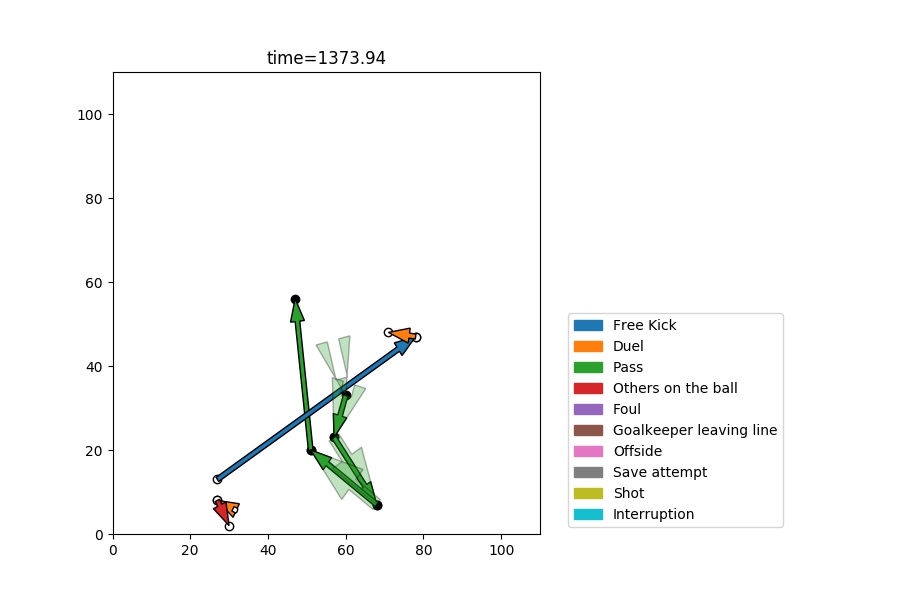 time=1373.94
100
80
60
40
20
0
0 20 40 60 80 100
Free Kick
Duel
Pass
Others on the ball
Foul
Goalkeeper leaving line
Offside
Save attempt
Shot
Interruption